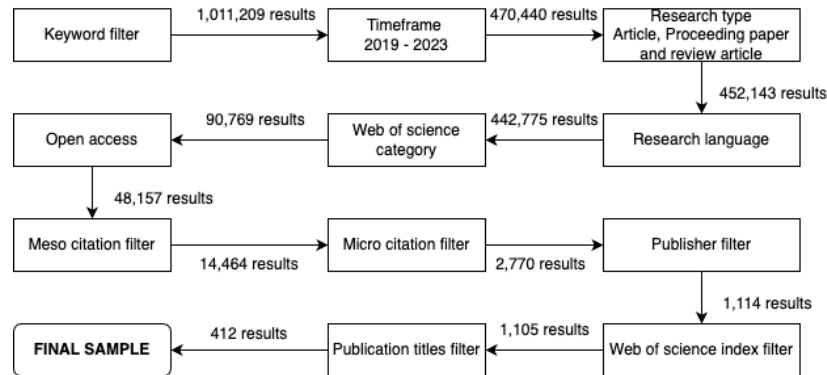 1,011,209 results
470,440 results
Keyword filter
Timeframe
2019 - 2023
Research type
Article, Proceeding paper
and review article
452,143 results
90,769 results
442,775 results
Open access
Web of science
category
Research language
48,157 results
Meso citation filter
Micro citation filter
Publisher filter
14,464 results
2,770 results
1,114 results
412 results
1,105 results
FINAL SAMPLE
Publication titles filter
Web of science index filter